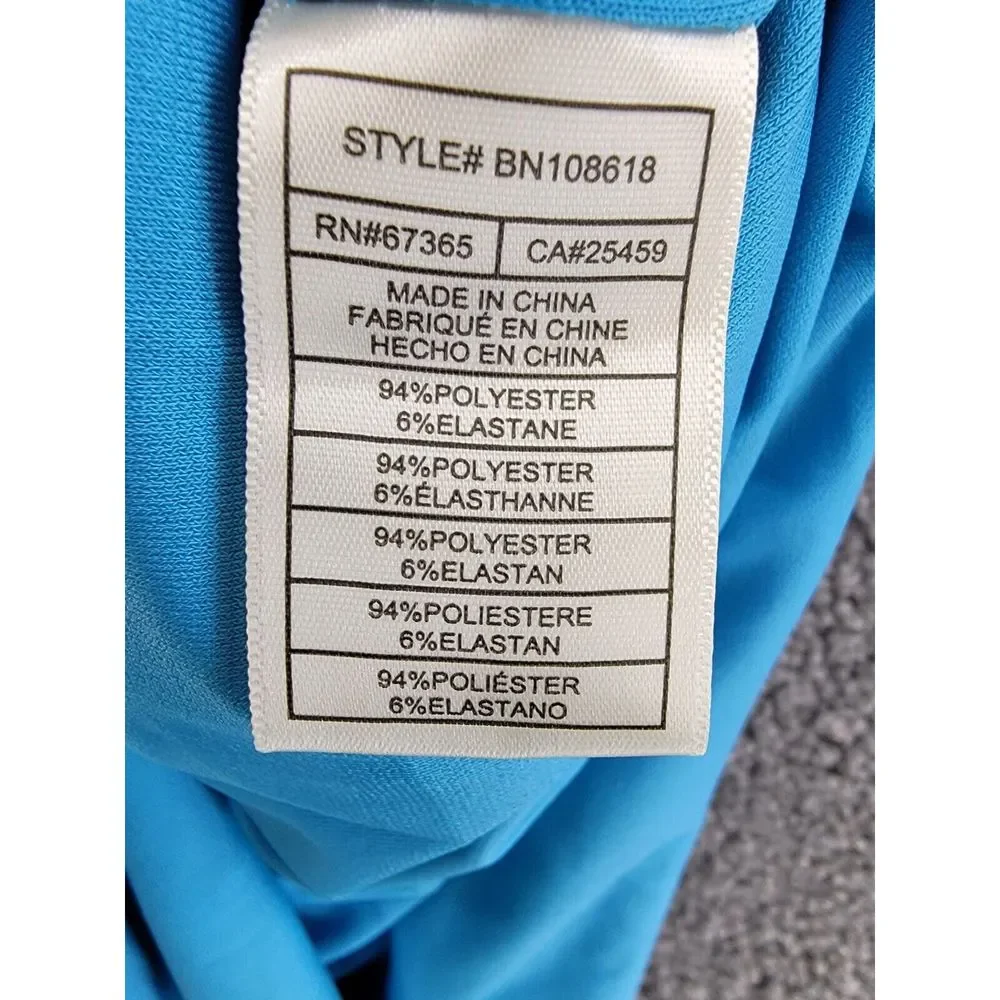 STYLE# BN108618
RN#67365
CA#25459
MADE IN CHINA
FABRIQUÉ EN CHINE
HECHO EN CHINA
94%POLYESTER
6%ELASTANE
94%POLYESTER
6%ÉLASTHANNE
94%POLYESTER
6%ELASTAN
94%POLIESTERE
6%ELASTAN
94%POLIÉSTER
6%ELASTANO